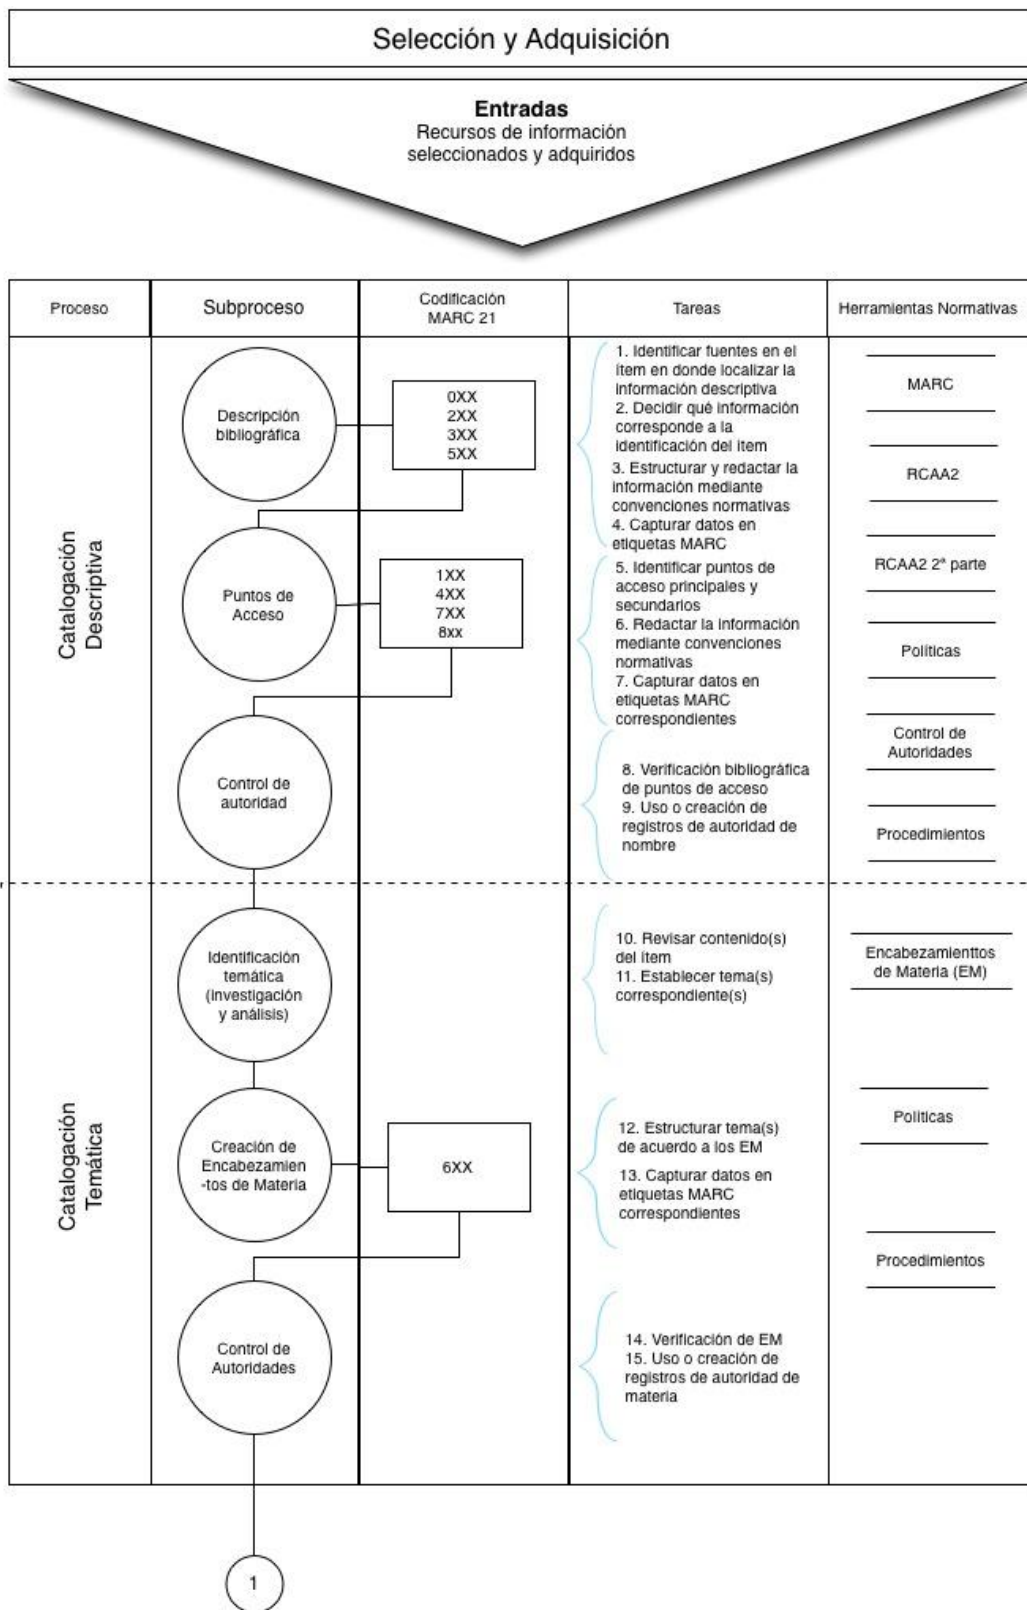 Selección y Adquisición
Entradas
Recursos de información
seleccionados y adquiridos
Proceso
Subproceso
Codificación
MARC 21
Tareas
Herramientas Normativas
Catalogación
Descriptiva
Descripción
bibliográfica
0XX
2XX
3XX
5XX
1. Identificar fuentes en el
ítem en donde localizar la
información descriptiva
2. Decidir qué información
corresponde a la
identificación del ítem
3. Estructurar y redactar la
información mediante
convenciones normativas
4. Capturar datos en
etiquetas MARC
MARC
RCAA2
Puntos de
Acceso
1XX
4XX
7XX
8xx
5. Identificar puntos de
acceso principales y
secundarios
6. Redactar la información
mediante convenciones
normativas
7. Capturar datos en
etiquetas MARC
correspondientes
RCAA2 2ª parte
Políticas
Control de
autoridad
8. Verificación bibliográfica
de puntos de acceso
9. Uso o creación de
registros de autoridad de
nombre
Control de
Autoridades
Procedimientos
Catalogación
Temática
Identificación
temática
(investigación
y análisis)
10. Revisar contenido(s)
del ítem
11. Establecer tema(s)
correspondiente(s)
Encabezamienttos
de Materia (EM)
Creación de
Encabezamien
-tos de Materia
6XX
12. Estructurar tema(s)
de acuerdo a los EM
13. Capturar datos en
etiquetas MARC
correspondientes
Políticas
Procedimientos
Control de
Autoridades
14. Verificación de EM
15. Uso o creación de
registros de autoridad de
materia
1